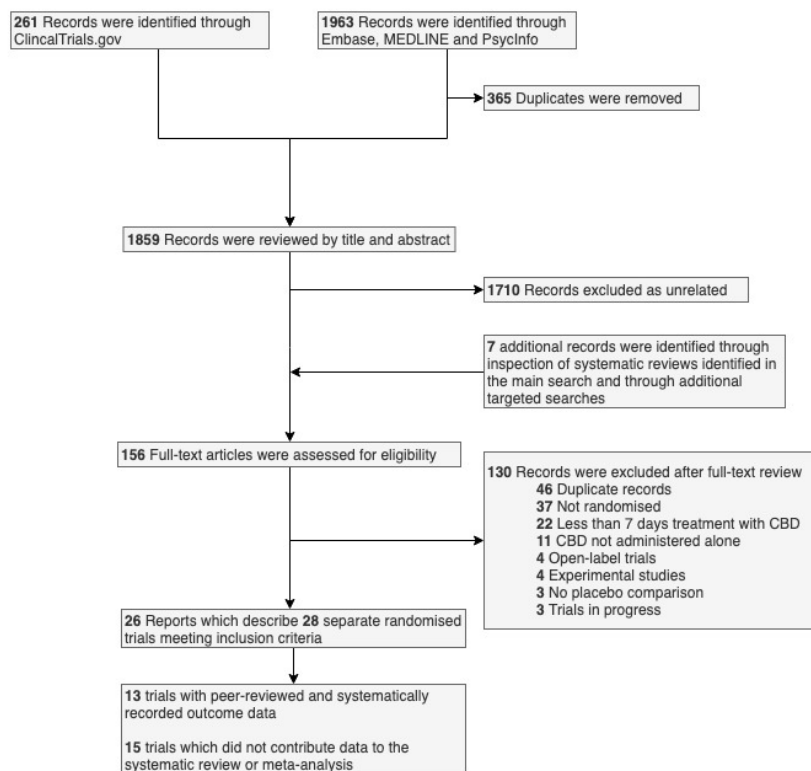 261 Records were identified through
ClincalTrials.gov
1963 Records were identified through
Embase, MEDLINE and PsycInfo
365 Duplicates were removed
1859 Records were reviewed by title and abstract
1710 Records excluded as unrelated
7 additional records were identified through
inspection of systematic reviews identified in
the main search and through additional
targeted searches
156 Full-text articles were assessed for eligibility
130 Records were excluded after full-text review
46 Duplicate records
37 Not randomised
22 Less than 7 days treatment with CBD
11 CBD not administered alone
4 Open-label trials
4 Experimental studies
3 No placebo comparison
3 Trials in progress
26 Reports which describe 28 separate randomised
trials meeting inclusion criteria
13 trials with peer-reviewed and systematically
recorded outcome data
15 trials which did not contribute data to the
systematic review or meta-analysis